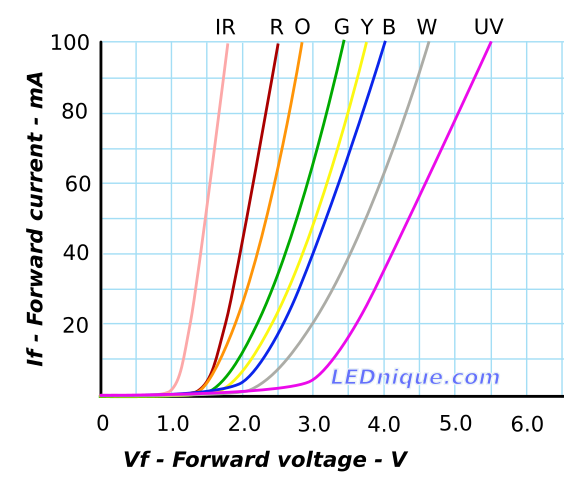 IR R O G Y B W UV
100
80
60
40
20
If - Forward current - mA
LEDnique.com
0 1.0 2.0 3.0 4.0 5.0 6.0
Vf - Forward voltage - V